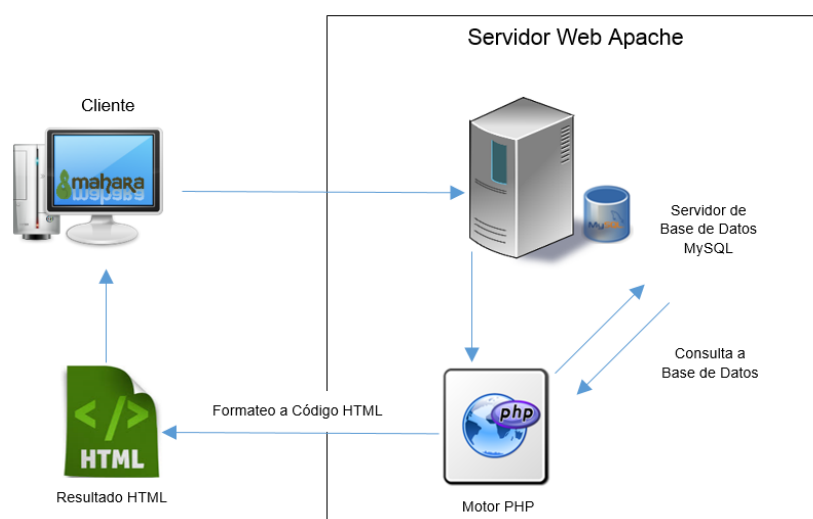 Servidor Web Apache
Cliente
mahara
MySQL
Servidor de
Base de Datos
MySQL
Consulta a
Base de Datos
Formateo a Código HTML
php
</>
HTML
Resultado HTML
Motor PHP